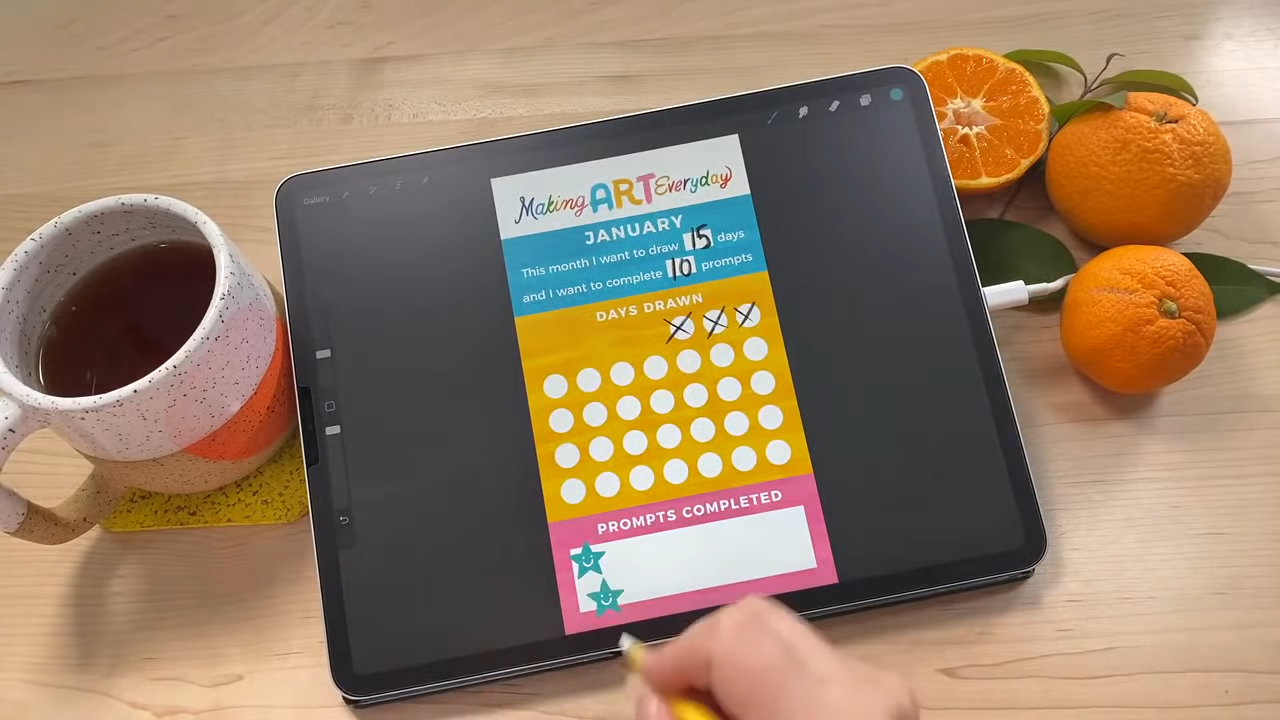 Gallery
Making ART Everyday
JANUARY
This month I want to draw 15 days
and I want to complete 10 prompts
DAYS DRAWN
PROMPTS COMPLETED